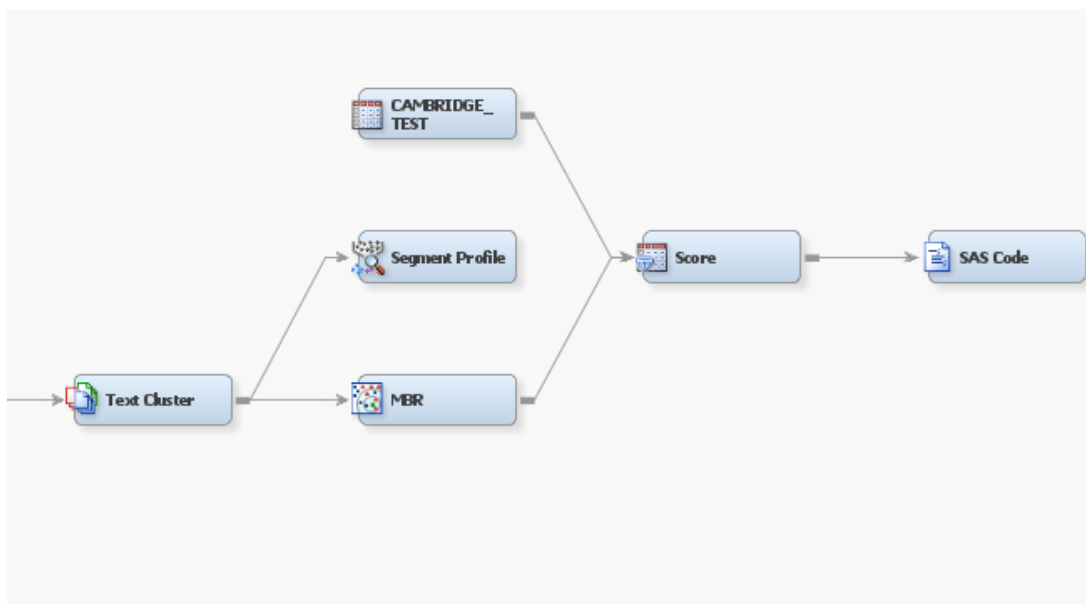 CAMBRIDGE_
TEST
Segment Profile
Score
SAS Code
Text Cluster
MBR